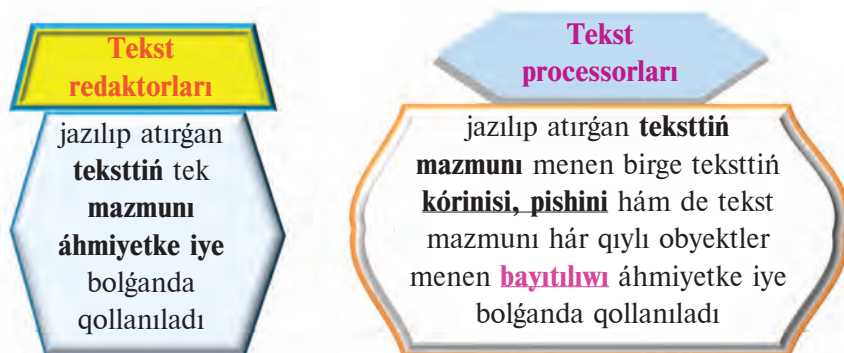 Tekst
redaktorları
jazılıp atırǵan
teksttiń tek
mazmunı
áhmiyetke iye
bolǵanda
qollanıladı
Tekst
processorları
jazılıp atırǵan teksttiń
mazmunı menen birge teksttiń
kórinisi, pishini hám de tekst
mazmunı hár qıylı obyektler
menen bayıtılıwı áhmiyetke iye
bolǵanda qollanıladı